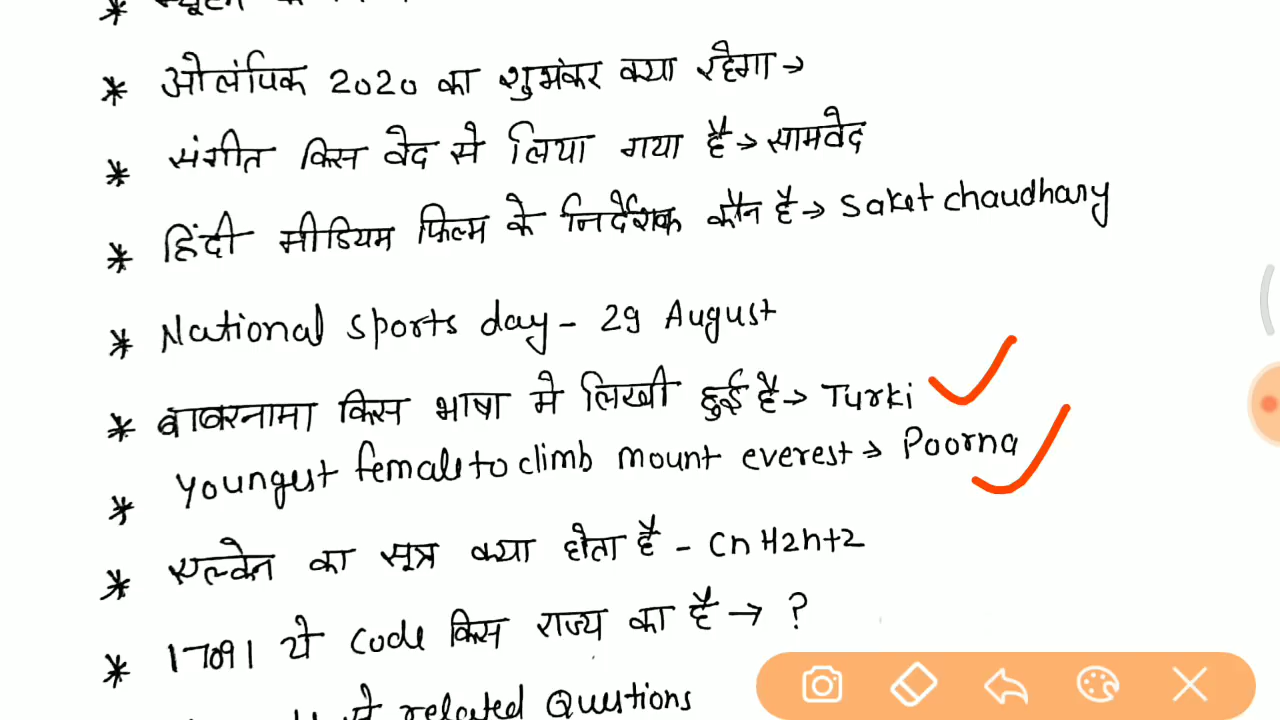 * ओलंपिक 2020 का शुभंकर क्या रहेगा →
* संगीत किस वेद से लिया गया है → सामवेद
* हिंदी मीडियम फिल्म के निर्देशक कौन है → Saket chaudhary
* National sports day - 29 August
* बाबरनामा किस भाषा मे लिखी हुई है → Turki
* youngest female to climb mount everest → Poorna
* एल्केन का सूत्र क्या होता है - CnH2n+2
* 17091 ये code किस राज्य का है → ?
related Questions